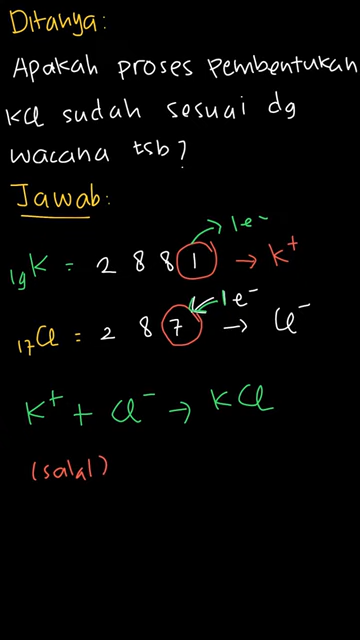 Ditanya:
Apakah proses pembentukan
KCl sudah sesuai dg
wacana tsb?
Jawab:
1e⁻
₁₉K = 2 8 8 1 → K⁺
1e⁻
₁₇Cl = 2 8 7 → Cl⁻
K⁺ + Cl⁻ → KCl
(salal)